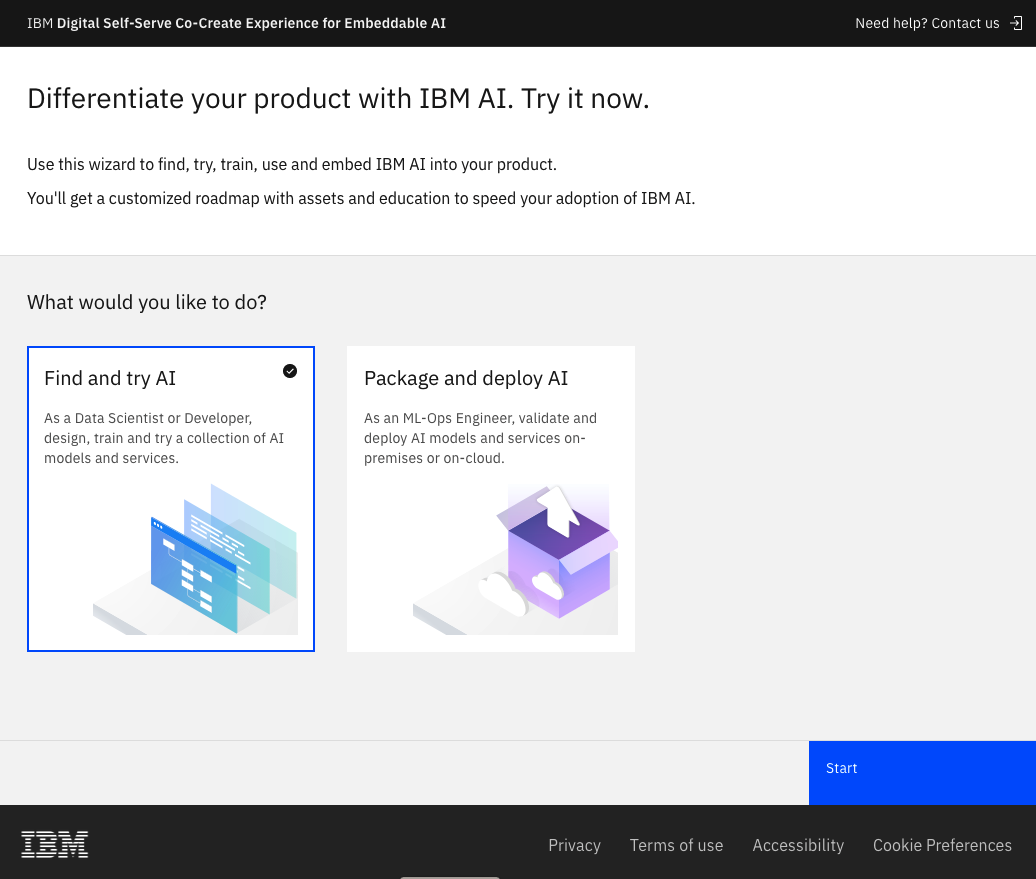 IBM Digital Self-Serve Co-Create Experience for Embeddable AI
Need help? Contact us
Differentiate your product with IBM AI. Try it now.
Use this wizard to find, try, train, use and embed IBM AI into your product.
You'll get a customized roadmap with assets and education to speed your adoption of IBM AI.
What would you like to do?
Find and try AI
As a Data Scientist or Developer,
design, train and try a collection of AI
models and services.
Package and deploy AI
As an ML-Ops Engineer, validate and
deploy AI models and services on-
premises or on-cloud.
Start
IBM
Privacy
Terms of use
Accessibility
Cookie Preferences